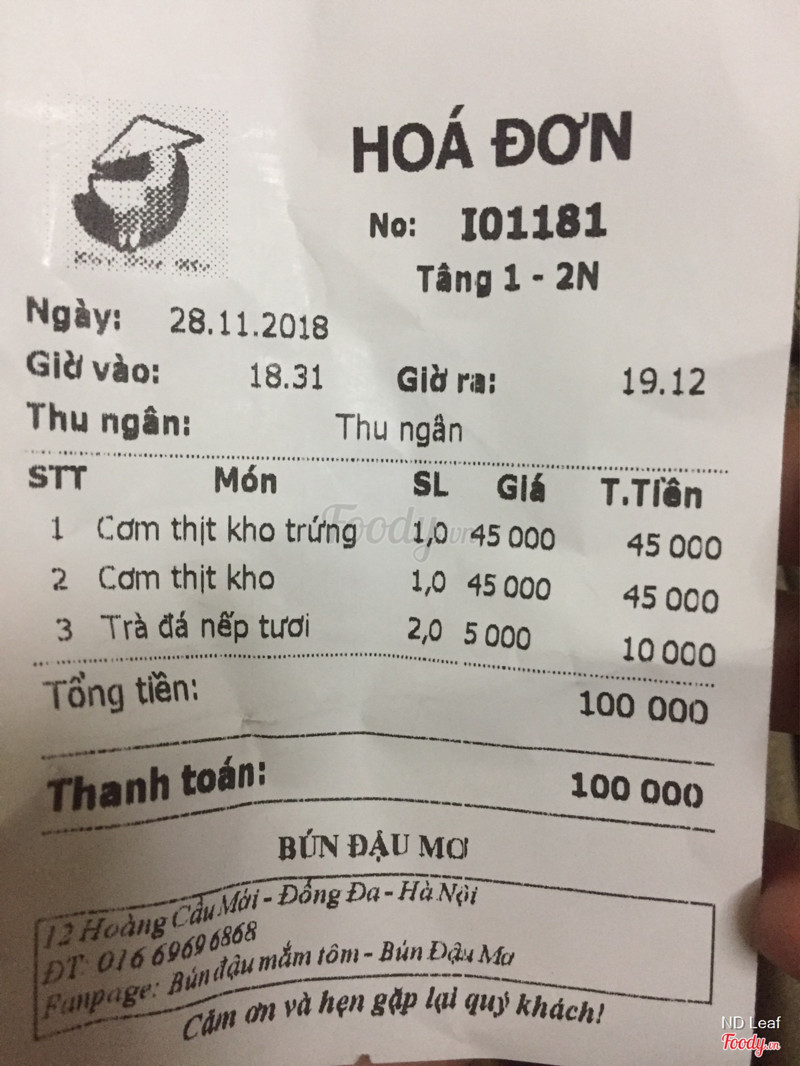 HOÁ ĐƠN
No: I01181
Tâng 1 - 2N
Ngày: 28.11.2018
Giờ vào: 18.31 Giờ ra: 19.12
Thu ngân: Thu ngân
STT Món SL Giá T.Tiền
1 Cơm thịt kho trứng 1,0 45 000 45 000
2 Cơm thịt kho 1,0 45 000 45 000
3 Trà đá nếp tươi 2,0 5 000 10 000
Tổng tiền: 100 000
Thanh toán: 100 000
BÚN ĐẬU MƠ
12 Hoàng Cầu Mới - Đống Đa - Hà Nội
ĐT: 016 6969 6868
Fanpage: Bún đậu mắm tôm - Bún Đậu Mơ
Cảm ơn và hẹn gặp lại quý khách!
Foody.vn
ND Leaf
Foody.vn